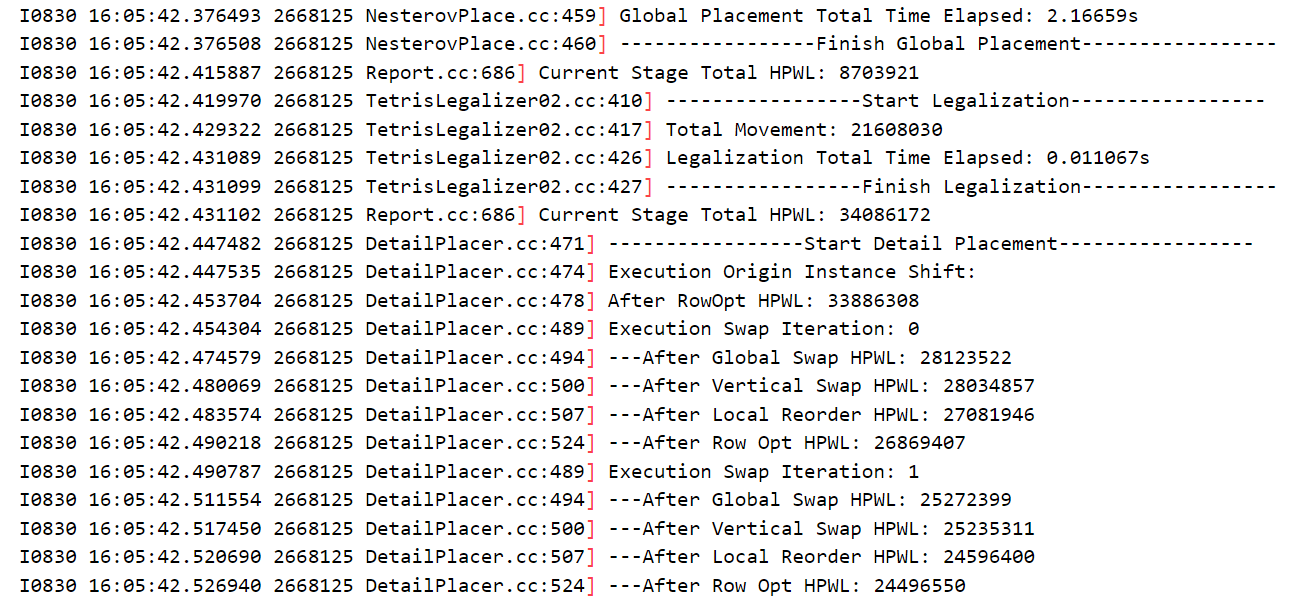 I0830 16:05:42.376493 2668125 NesterovPlace.cc:459] Global Placement Total Time Elapsed: 2.16659s
I0830 16:05:42.376508 2668125 NesterovPlace.cc:460] -----------------Finish Global Placement-----------------
I0830 16:05:42.415887 2668125 Report.cc:686] Current Stage Total HPWL: 8703921
I0830 16:05:42.419970 2668125 TetrisLegalizer02.cc:410] -----------------Start Legalization-----------------
I0830 16:05:42.429322 2668125 TetrisLegalizer02.cc:417] Total Movement: 21608030
I0830 16:05:42.431089 2668125 TetrisLegalizer02.cc:426] Legalization Total Time Elapsed: 0.011067s
I0830 16:05:42.431099 2668125 TetrisLegalizer02.cc:427] -----------------Finish Legalization-----------------
I0830 16:05:42.431102 2668125 Report.cc:686] Current Stage Total HPWL: 34086172
I0830 16:05:42.447482 2668125 DetailPlacer.cc:471] -----------------Start Detail Placement-----------------
I0830 16:05:42.447535 2668125 DetailPlacer.cc:474] Execution Origin Instance Shift:
I0830 16:05:42.453704 2668125 DetailPlacer.cc:478] After RowOpt HPWL: 33886308
I0830 16:05:42.454304 2668125 DetailPlacer.cc:489] Execution Swap Iteration: 0
I0830 16:05:42.474579 2668125 DetailPlacer.cc:494] ---After Global Swap HPWL: 28123522
I0830 16:05:42.480069 2668125 DetailPlacer.cc:500] ---After Vertical Swap HPWL: 28034857
I0830 16:05:42.483574 2668125 DetailPlacer.cc:507] ---After Local Reorder HPWL: 27081946
I0830 16:05:42.490218 2668125 DetailPlacer.cc:524] ---After Row Opt HPWL: 26869407
I0830 16:05:42.490787 2668125 DetailPlacer.cc:489] Execution Swap Iteration: 1
I0830 16:05:42.511554 2668125 DetailPlacer.cc:494] ---After Global Swap HPWL: 25272399
I0830 16:05:42.517450 2668125 DetailPlacer.cc:500] ---After Vertical Swap HPWL: 25235311
I0830 16:05:42.520690 2668125 DetailPlacer.cc:507] ---After Local Reorder HPWL: 24596400
I0830 16:05:42.526940 2668125 DetailPlacer.cc:524] ---After Row Opt HPWL: 24496550